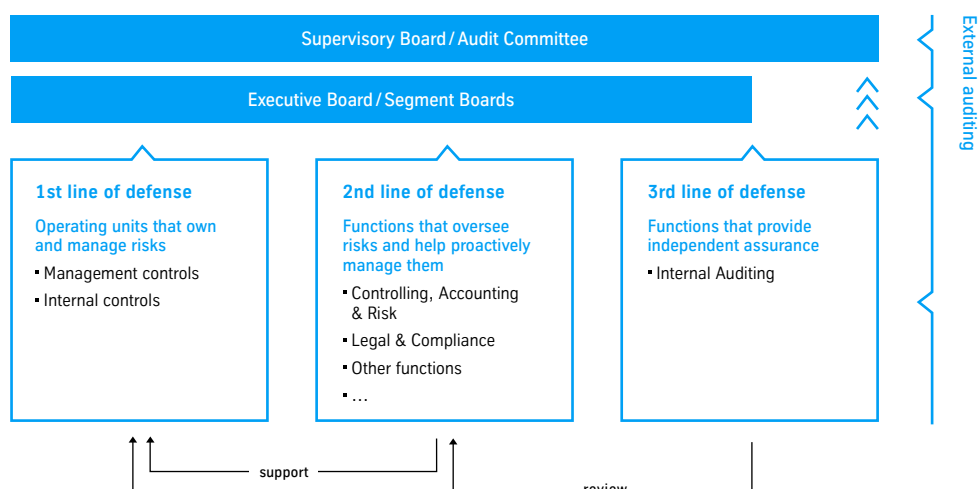 Supervisory Board / Audit Committee
Executive Board / Segment Boards
External auditing
1st line of defense
Operating units that own
and manage risks
▪ Management controls
▪ Internal controls
2nd line of defense
Functions that oversee
risks and help proactively
manage them
▪ Controlling, Accounting
& Risk
▪ Legal & Compliance
▪ Other functions
▪ …
3rd line of defense
Functions that provide
independent assurance
▪ Internal Auditing
support
review